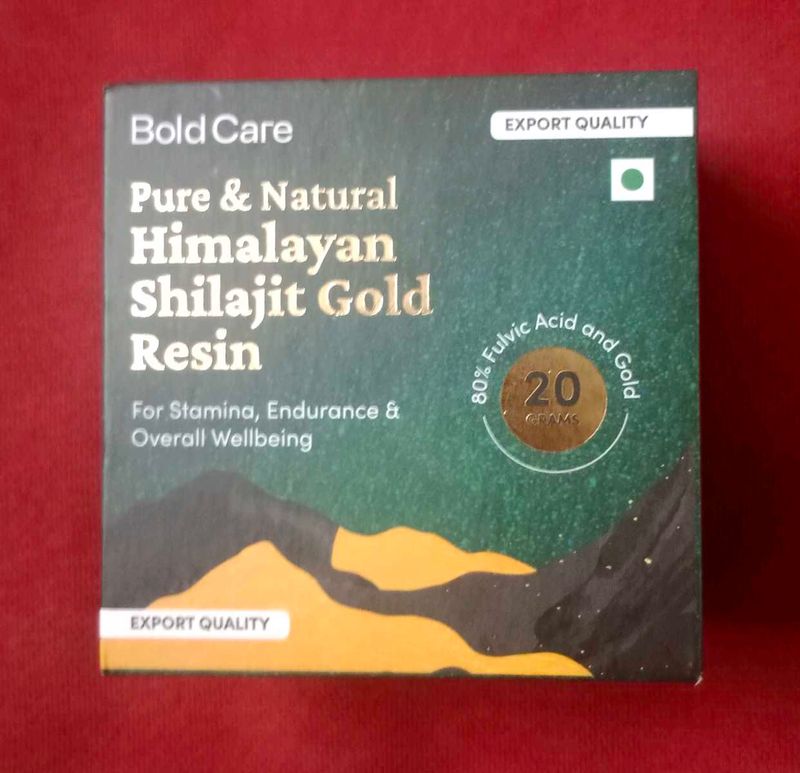 Bold Care
EXPORT QUALITY
Pure & Natural
Himalayan
Shilajit Gold
Resin
For Stamina, Endurance &
Overall Wellbeing
80% Fulvic Acid and Gold
20
GRAMS
EXPORT QUALITY